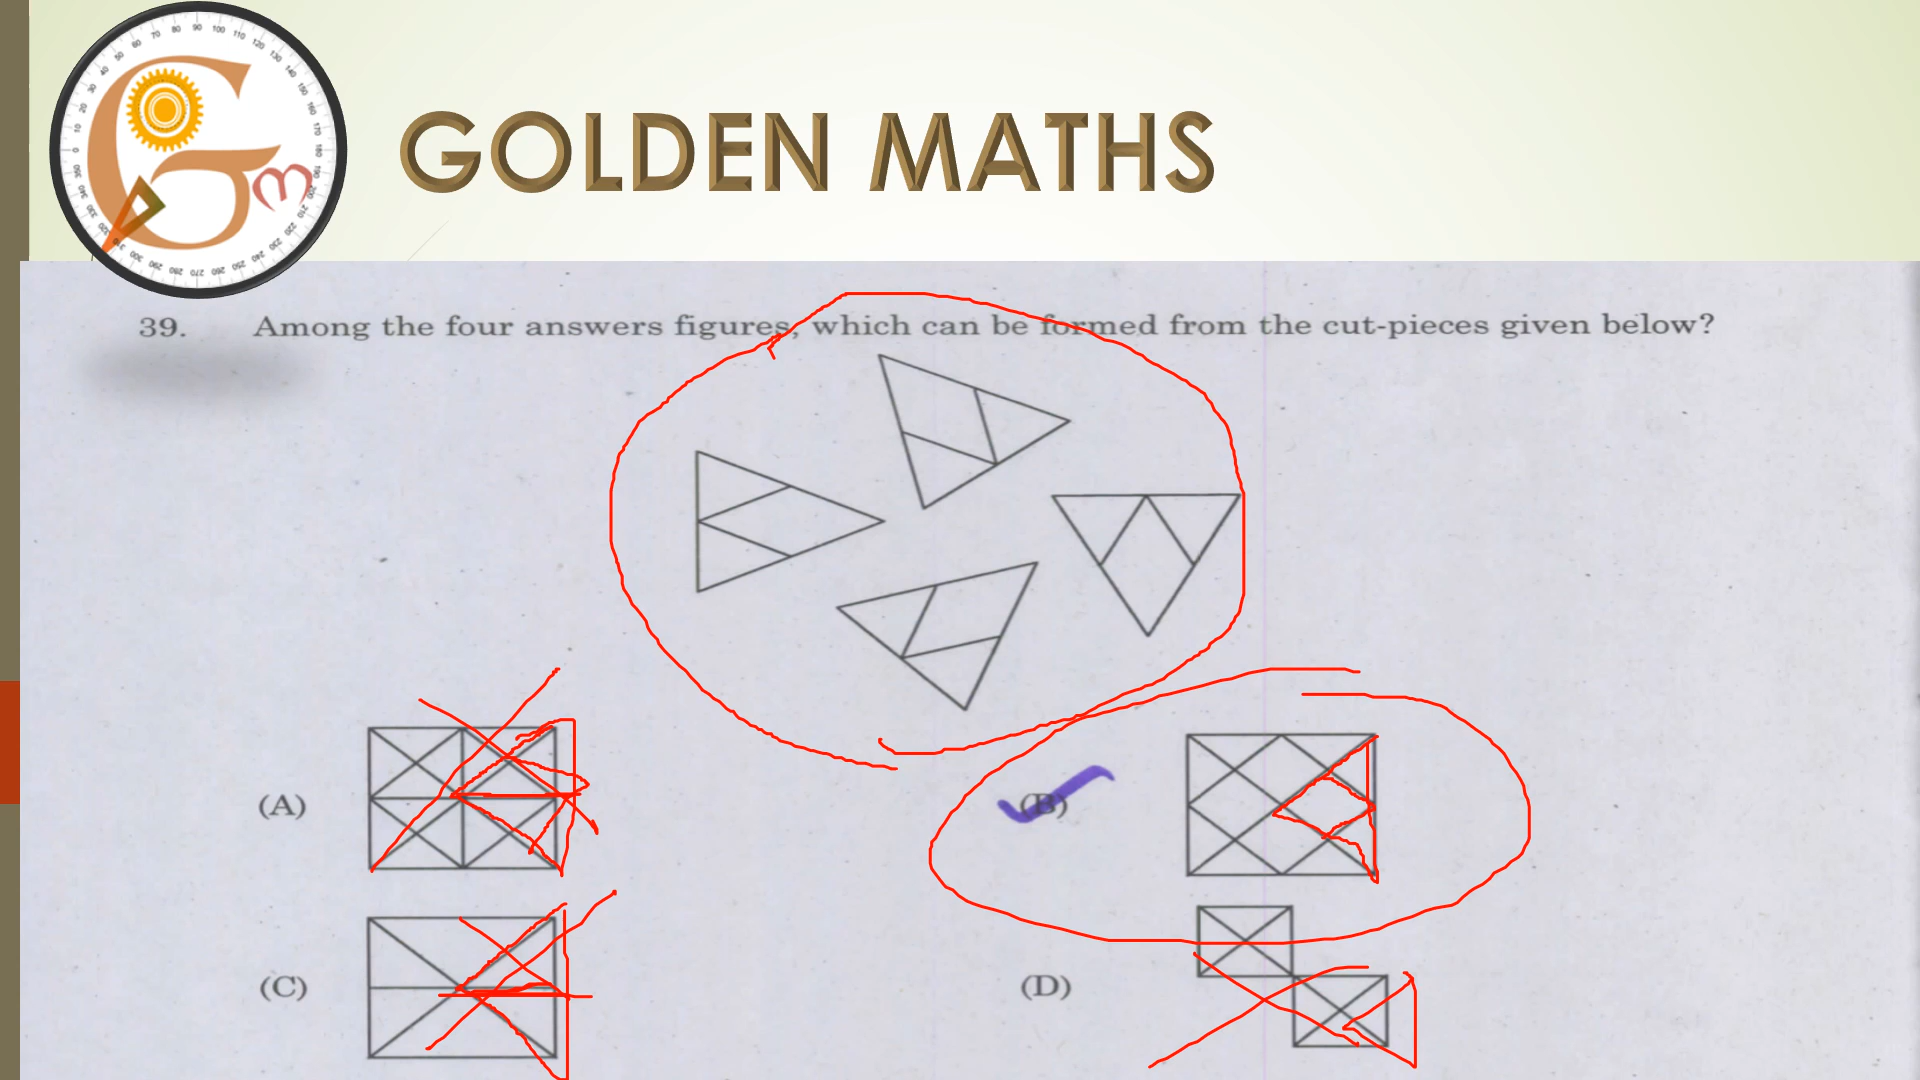 GOLDEN MATHS
39. Among the four answers figures, which can be formed from the cut-pieces given below?
(A)
(B)
(C)
(D)